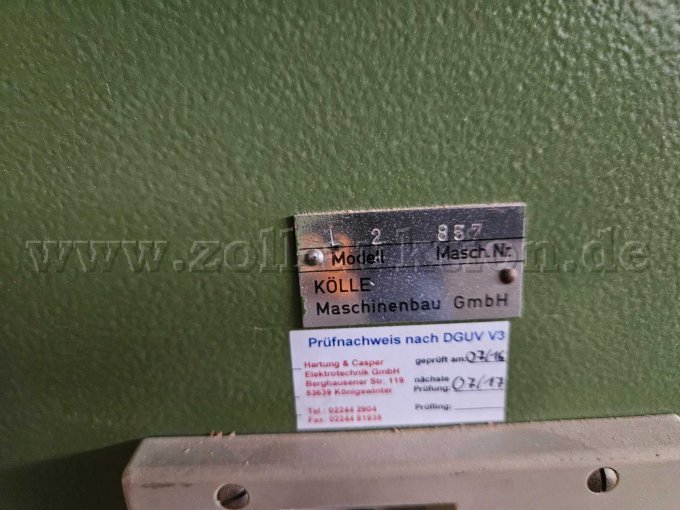 www.zoll-auktion.de
L 2 857
Modell Masch. Nr.
KÖLLE
Maschinenbau GmbH
Prüfnachweis nach DGUV V3
Hartung & Casper
Elektrotechnik GmbH
Berghausener Str. 119
53639 Königswinter
Tel.: 02244 2904
Fax: 02244 81935
geprüft am: 07/16
nächste
Prüfung: 07/17
Prüfling: